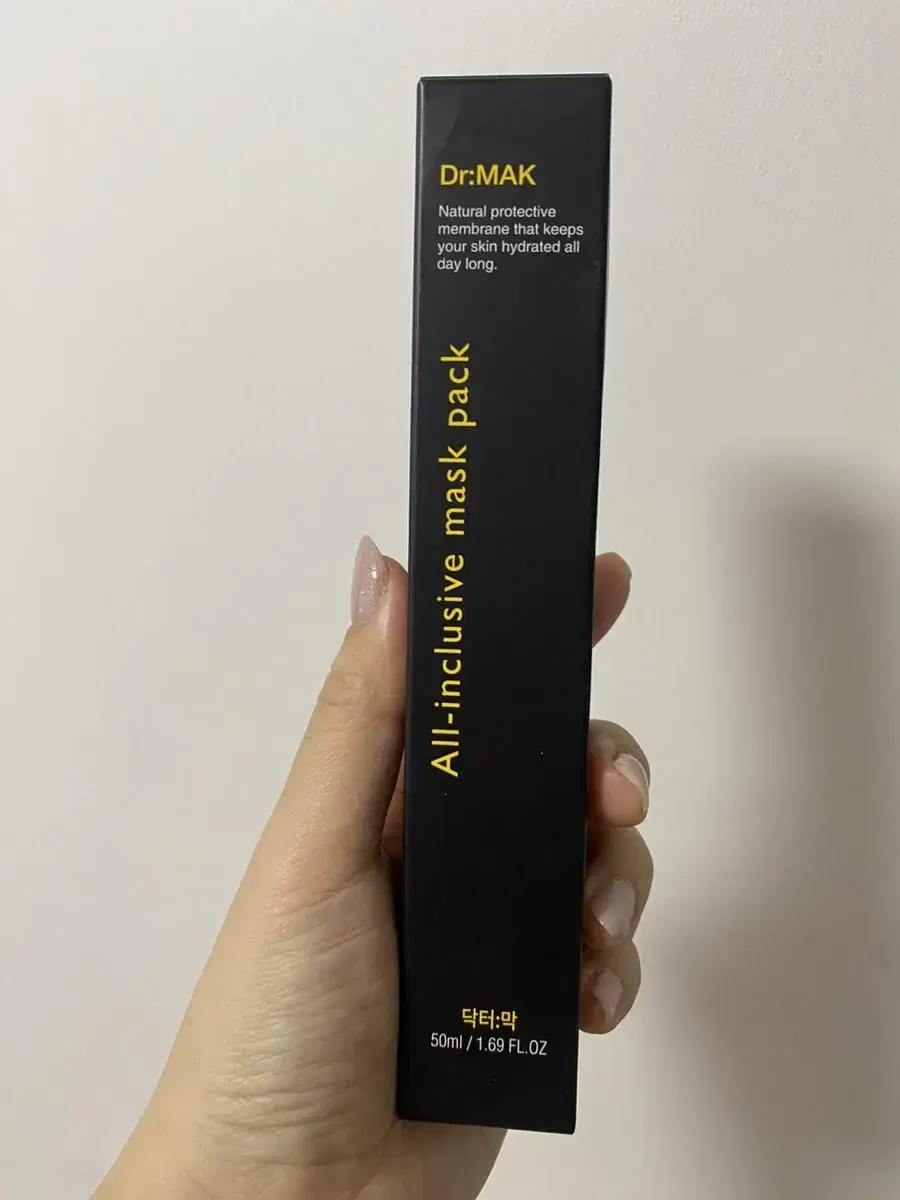 Dr:MAK
Natural protective
membrane that keeps
your skin hydrated all
day long.
All-inclusive mask pack
닥터:막
50ml / 1.69 FL.OZ